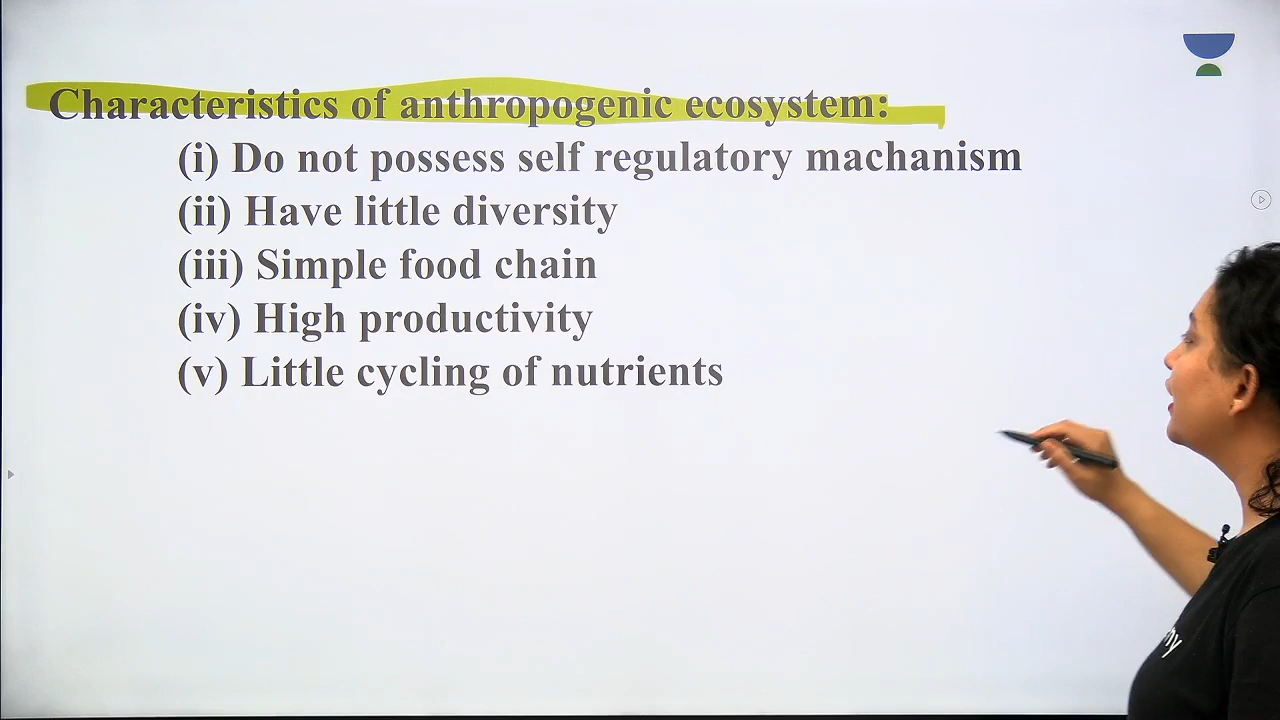 Characteristics of anthropogenic ecosystem:
(i) Do not possess self regulatory machanism
(ii) Have little diversity
(iii) Simple food chain
(iv) High productivity
(v) Little cycling of nutrients